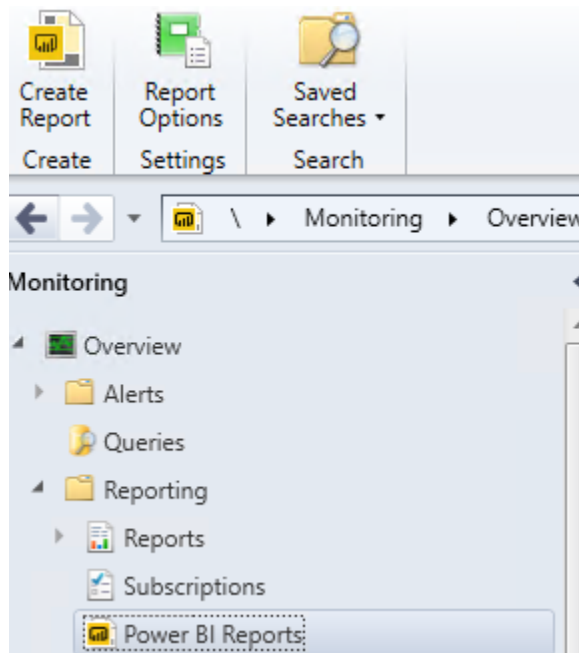 Create Report
Report Options
Saved Searches
Create
Settings
Search
\ Monitoring Overview
Monitoring
Overview
Alerts
Queries
Reporting
Reports
Subscriptions
Power BI Reports